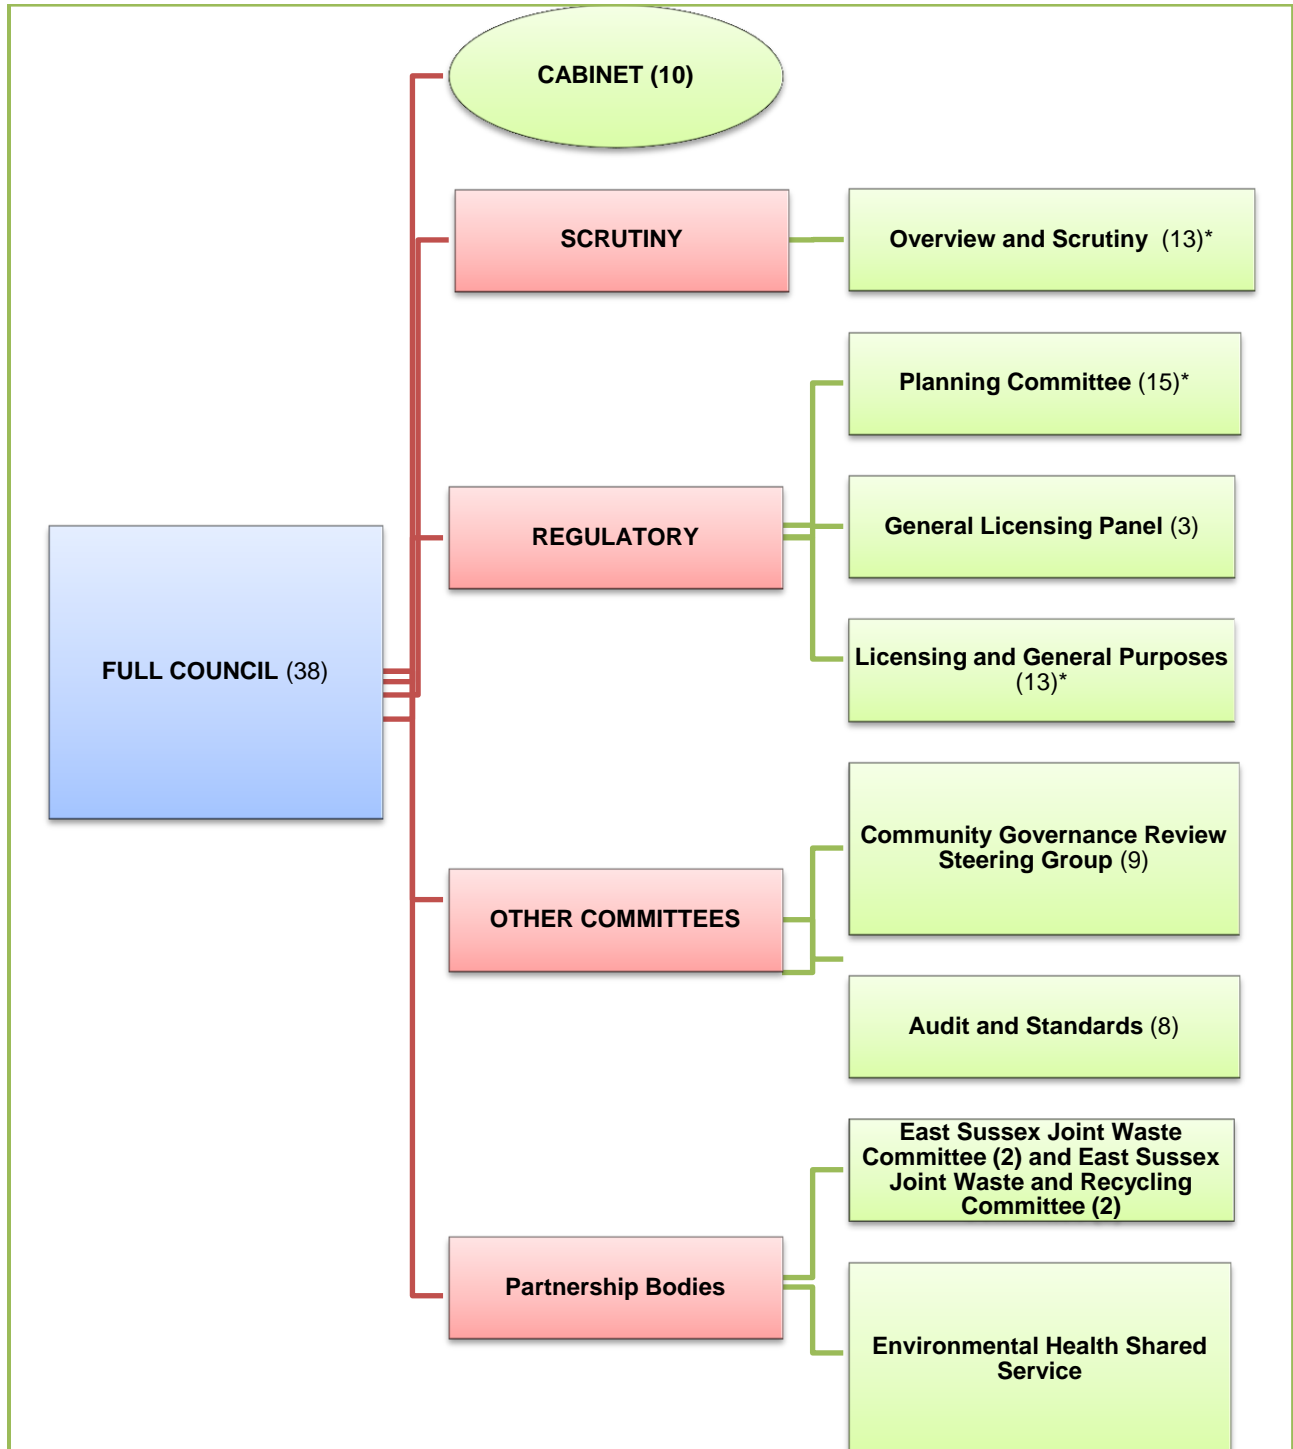 CABINET (10)
SCRUTINY
Overview and Scrutiny (13)*
Planning Committee (15)*
REGULATORY
General Licensing Panel (3)
Licensing and General Purposes
(13)*
FULL COUNCIL (38)
Community Governance Review
Steering Group (9)
OTHER COMMITTEES
Audit and Standards (8)
East Sussex Joint Waste
Committee (2) and East Sussex
Joint Waste and Recycling
Committee (2)
Partnership Bodies
Environmental Health Shared
Service